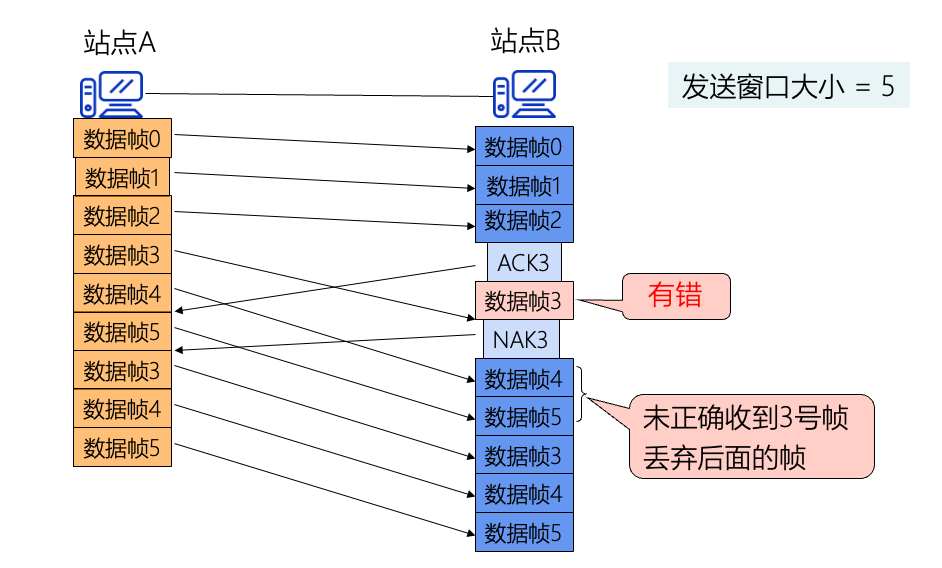 站点A
站点B
发送窗口大小 = 5
数据帧0
数据帧1
数据帧2
数据帧3
数据帧4
数据帧5
数据帧3
数据帧4
数据帧5
数据帧0
数据帧1
数据帧2
ACK3
数据帧3
NAK3
数据帧4
数据帧5
数据帧3
数据帧4
数据帧5
有错
未正确收到3号帧
丢弃后面的帧